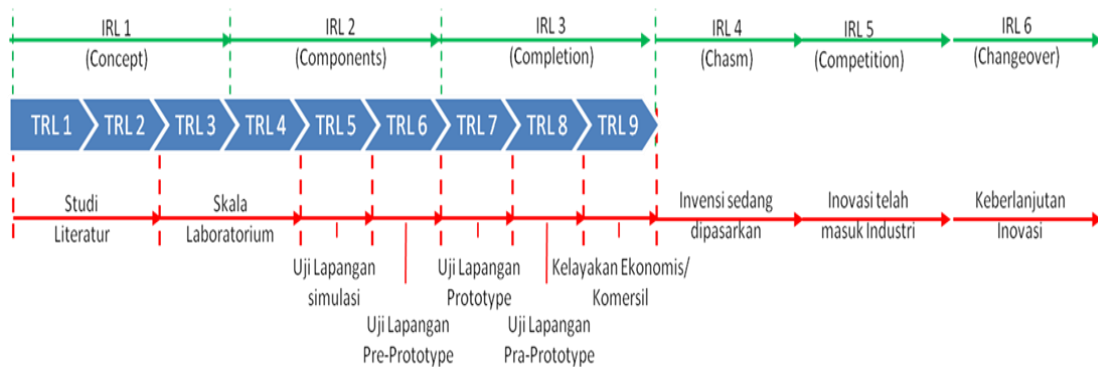 IRL 1
(Concept)
IRL 2
(Components)
IRL 3
(Completion)
IRL 4
(Chasm)
IRL 5
(Competition)
IRL 6
(Changeover)
TRL 1
TRL 2
TRL 3
TRL 4
TRL 5
TRL 6
TRL 7
TRL 8
TRL 9
Studi
Literatur
Skala
Laboratorium
Uji Lapangan
simulasi
Uji Lapangan
Pre-Prototype
Uji Lapangan
Prototype
Uji Lapangan
Pra-Prototype
Kelayakan Ekonomis/
Komersil
Invensi sedang
dipasarkan
Inovasi telah
masuk Industri
Keberlanjutan
Inovasi